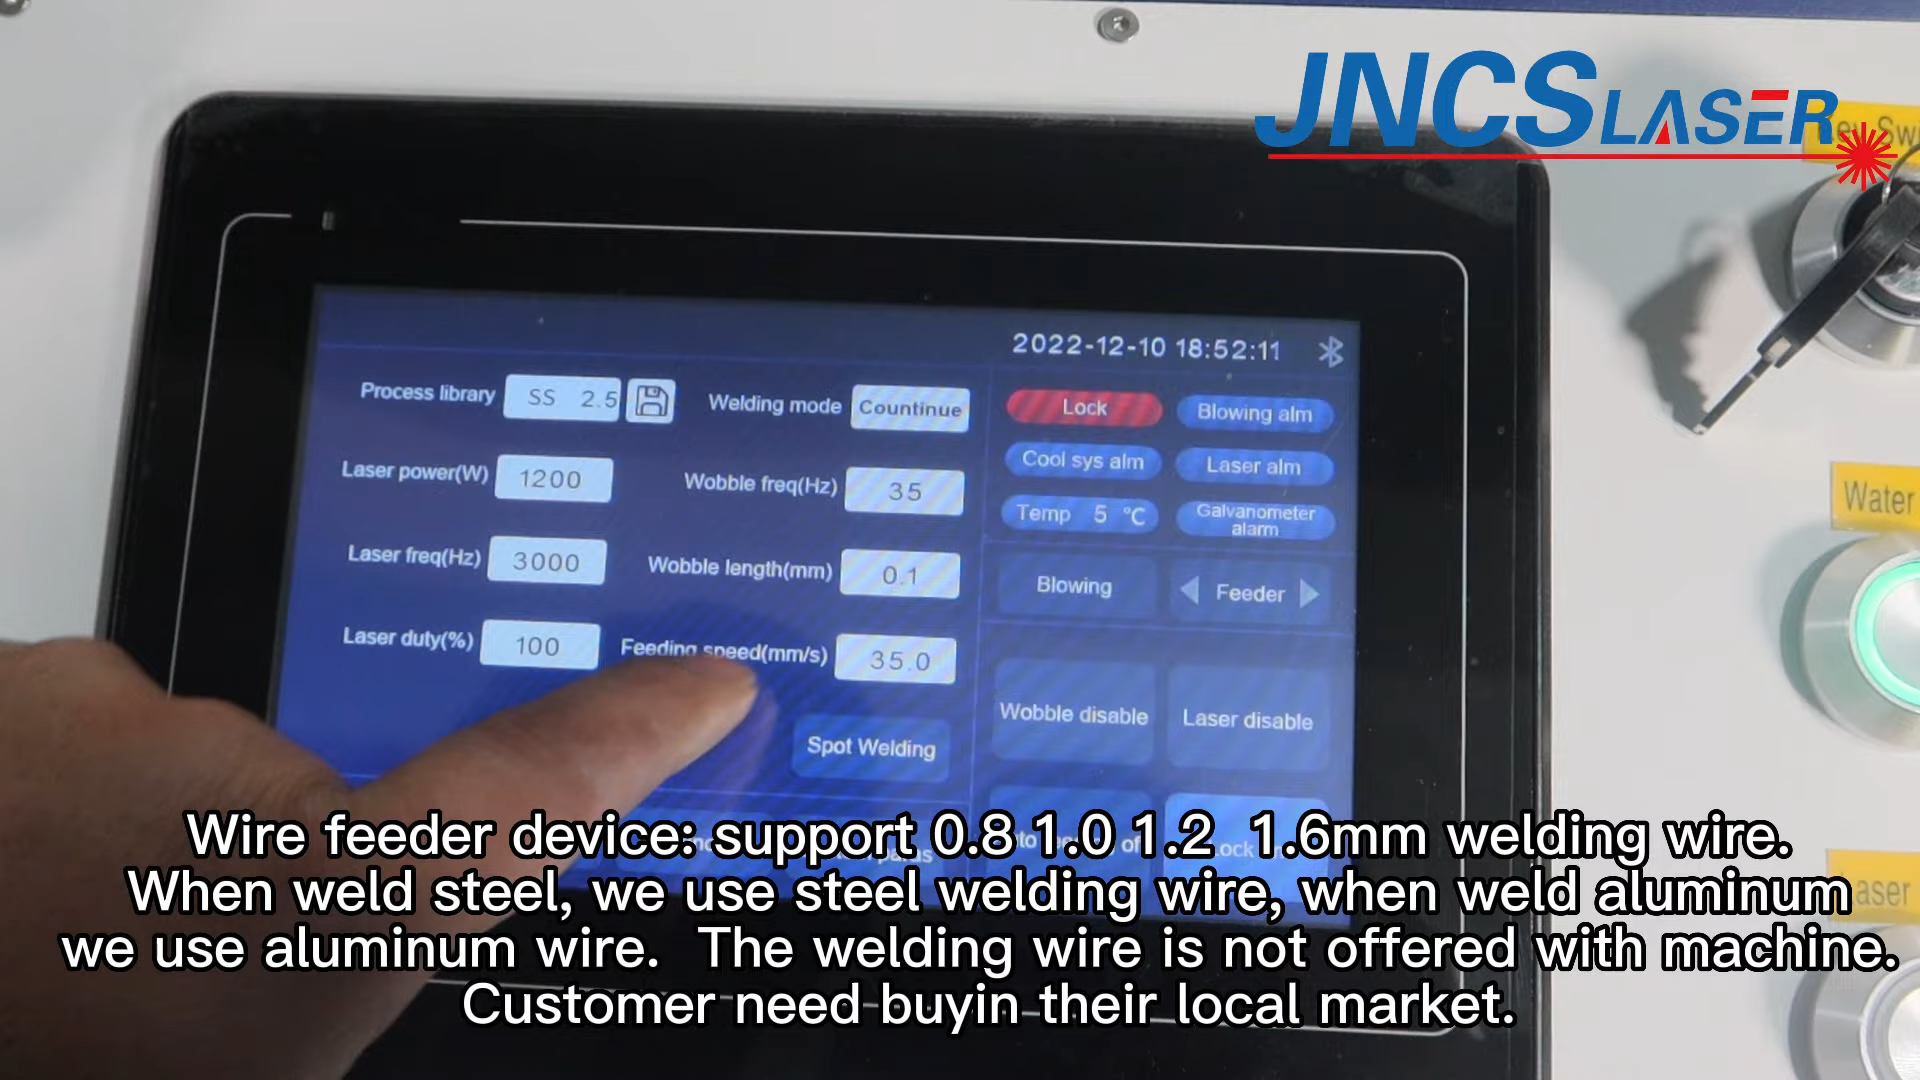 JNCSLASER
Key Sw
2022-12-10 18:52:11
Process library SS 2.5
Welding mode Countinue
Lock
Blowing alm
Laser power(W) 1200
Wobble freq(Hz) 35
Cool sys alm
Laser alm
Temp 5 °C
Galvanometer
alarm
Water
Laser freq(Hz) 3000
Wobble length(mm) 0.1
Blowing
Feeder
Laser duty(%) 100
Feeding speed(mm/s) 35.0
Wobble disable
Laser disable
Spot Welding
Lock
Laser
Wire feeder device: support 0.8 1.0 1.2 1.6mm welding wire.
When weld steel, we use steel welding wire, when weld aluminum
we use aluminum wire. The welding wire is not offered with machine.
Customer need buyin their local market.